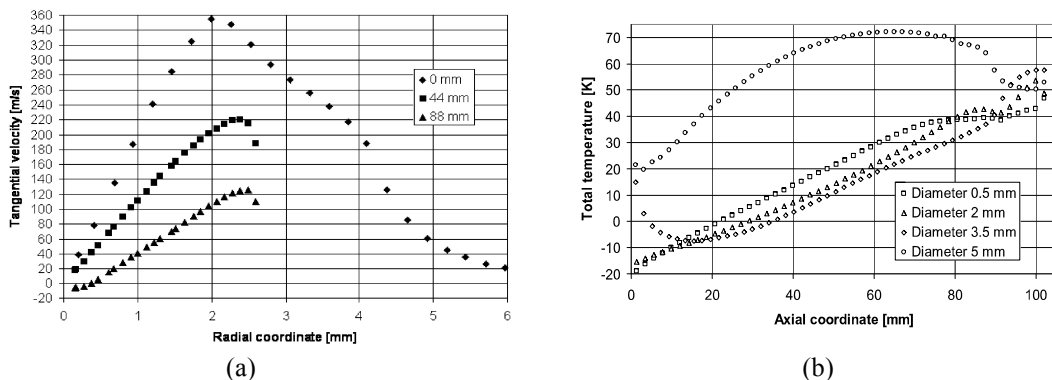 360
340
320
300
280
260
240
220
200
180
160
140
120
100
80
60
40
20
0
-20
Tangential velocity [m/s]
0 mm
44 mm
88 mm
0 1 2 3 4 5 6
Radial coordinate [mm]
(a)
70
60
50
40
30
20
10
0
-10
-20
Total temperature [K]
Diameter 0.5 mm
Diameter 2 mm
Diameter 3.5 mm
Diameter 5 mm
0 20 40 60 80 100
Axial coordinate [mm]
(b)